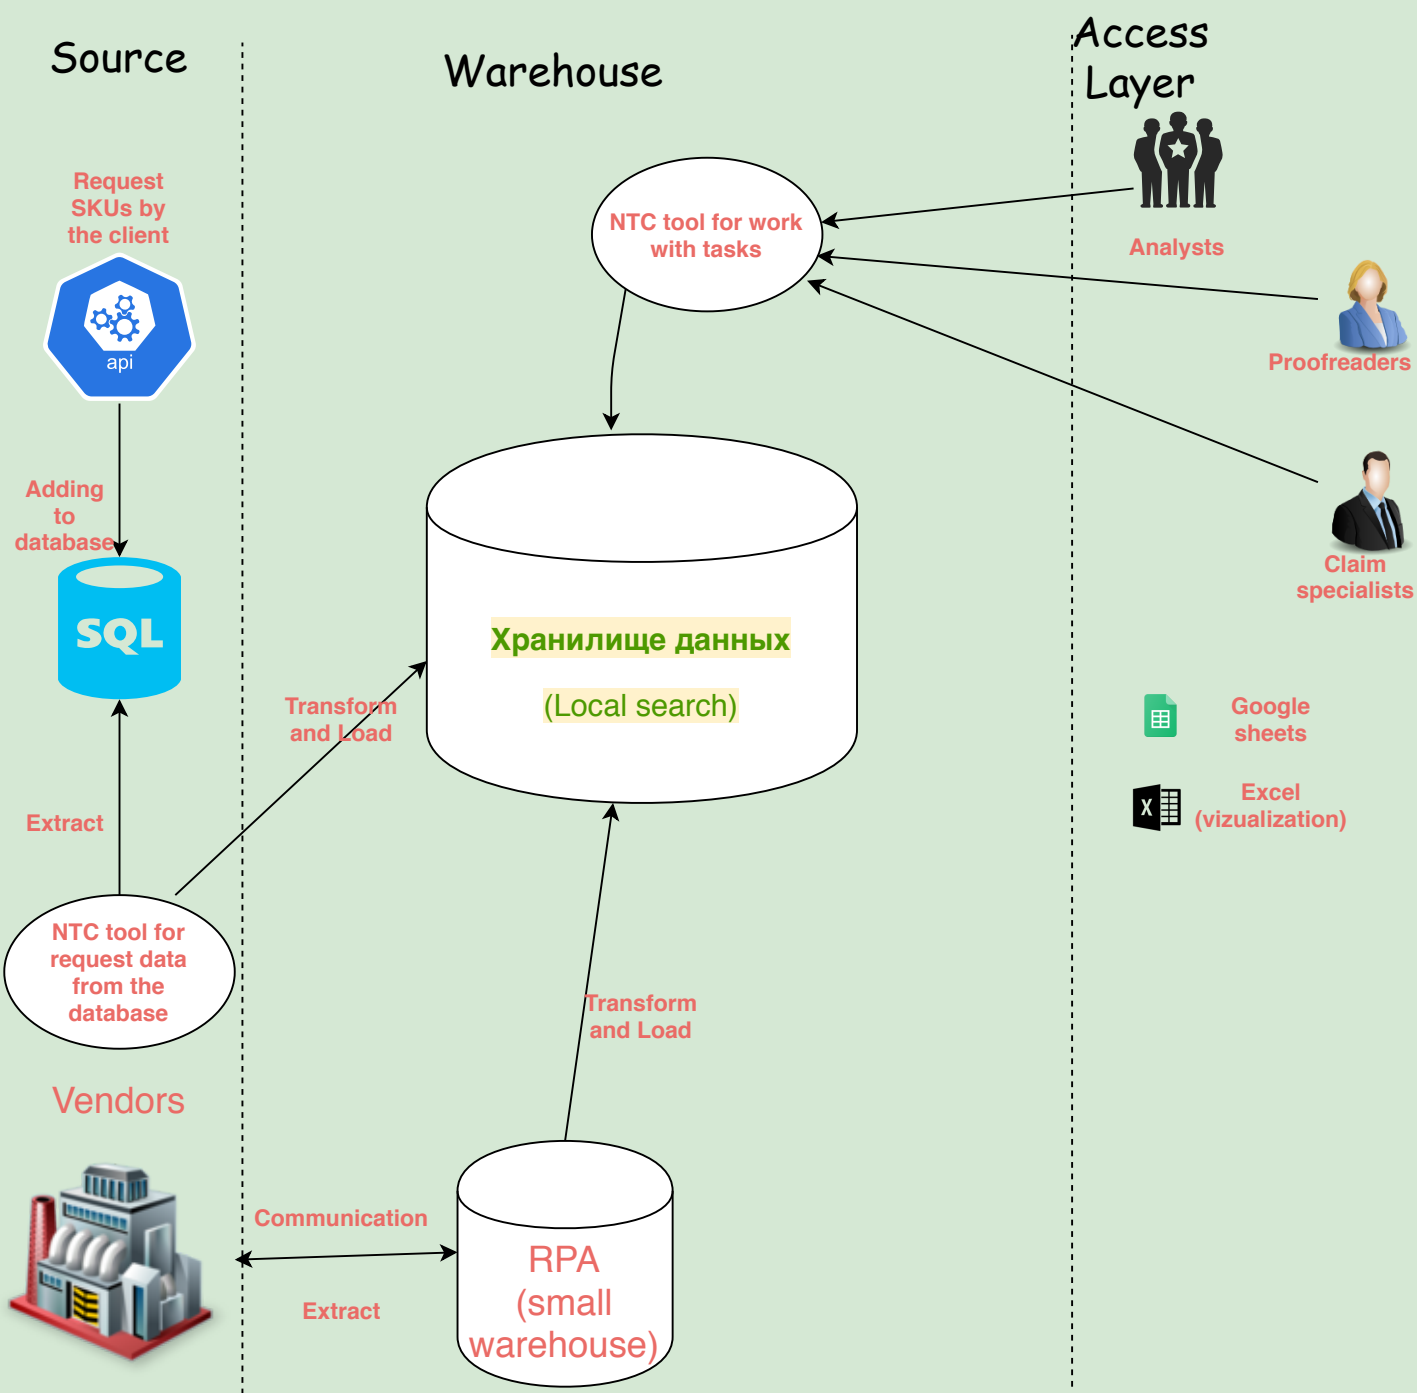 Source
Warehouse
Access
Layer
Request
SKUs by
the client
api
Adding
to
database
SQL
Extract
NTC tool for
request data
from the
database
Vendors
NTC tool for work
with tasks
Хранилище данных
(Local search)
Transform
and Load
Transform
and Load
Communication
Extract
RPA
(small
warehouse)
Analysts
Proofreaders
Claim
specialists
Google
sheets
X
Excel
(vizualization)